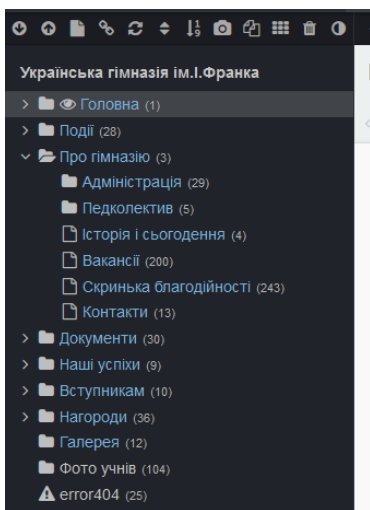 Українська гімназія ім.І.Франка
Головна (1)
Події (28)
Про гімназію (3)
Адміністрація (29)
Педколектив (5)
Історія і сьогодення (4)
Вакансії (200)
Скринька благодійності (243)
Контакти (13)
Документи (30)
Наші успіхи (9)
Вступникам (10)
Нагороди (36)
Галерея (12)
Фото учнів (104)
error404 (25)